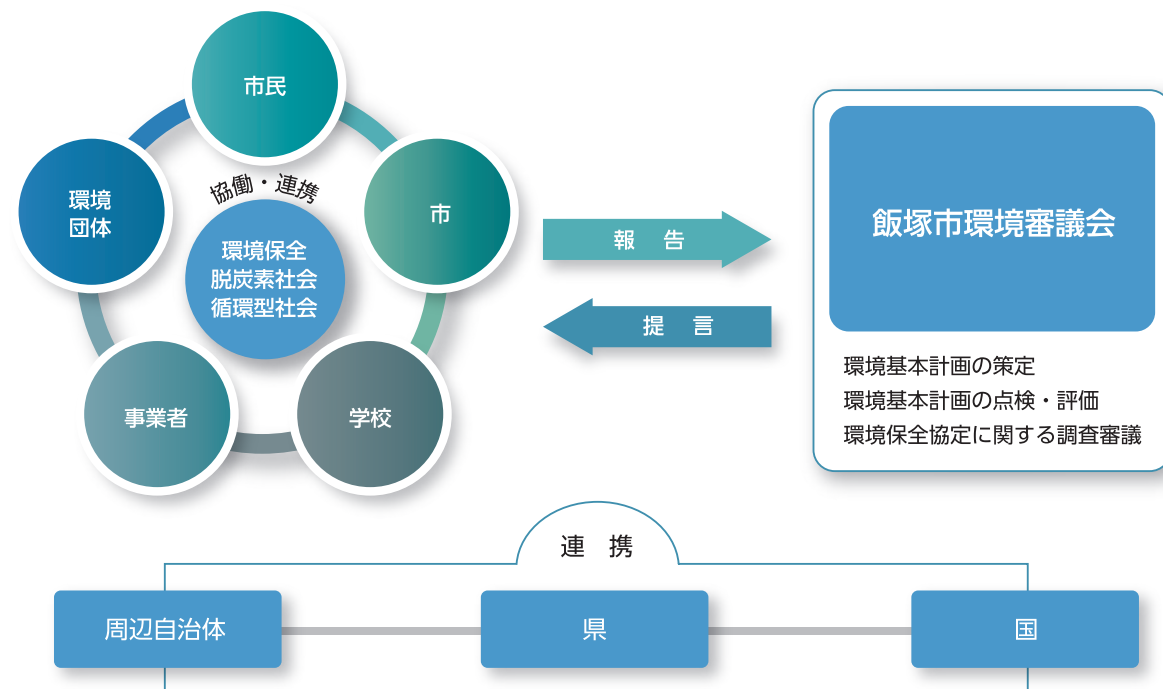 市民
環境
団体
協働・連携
市
環境保全
脱炭素社会
循環型社会
事業者
学校
報 告
提 言
飯塚市環境審議会
環境基本計画の策定
環境基本計画の点検・評価
環境保全協定に関する調査審議
連 携
周辺自治体
県
国